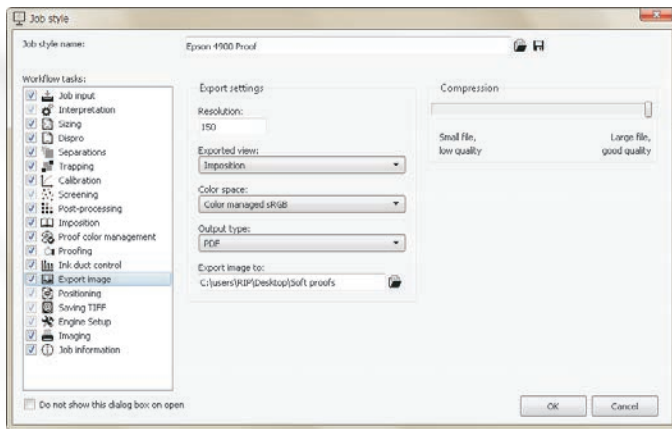 Job style
Job style name:
Epson 4900 Proof
Workflow tasks:
Job input
Interpretation
Sizing
Dispro
Separations
Trapping
Calibration
Screening
Post-processing
Imposition
Proof color management
Proofing
Ink duct control
Export image
Positioning
Saving TIFF
Engine Setup
Imaging
Job information
Export settings
Resolution:
150
Exported view:
Imposition
Color space:
Color managed sRGB
Output type:
PDF
Export image to:
C:\users\RIP\Desktop\Soft proofs
Compression
Small file,
low quality
Large file,
good quality
Do not show this dialog box on open
OK
Cancel